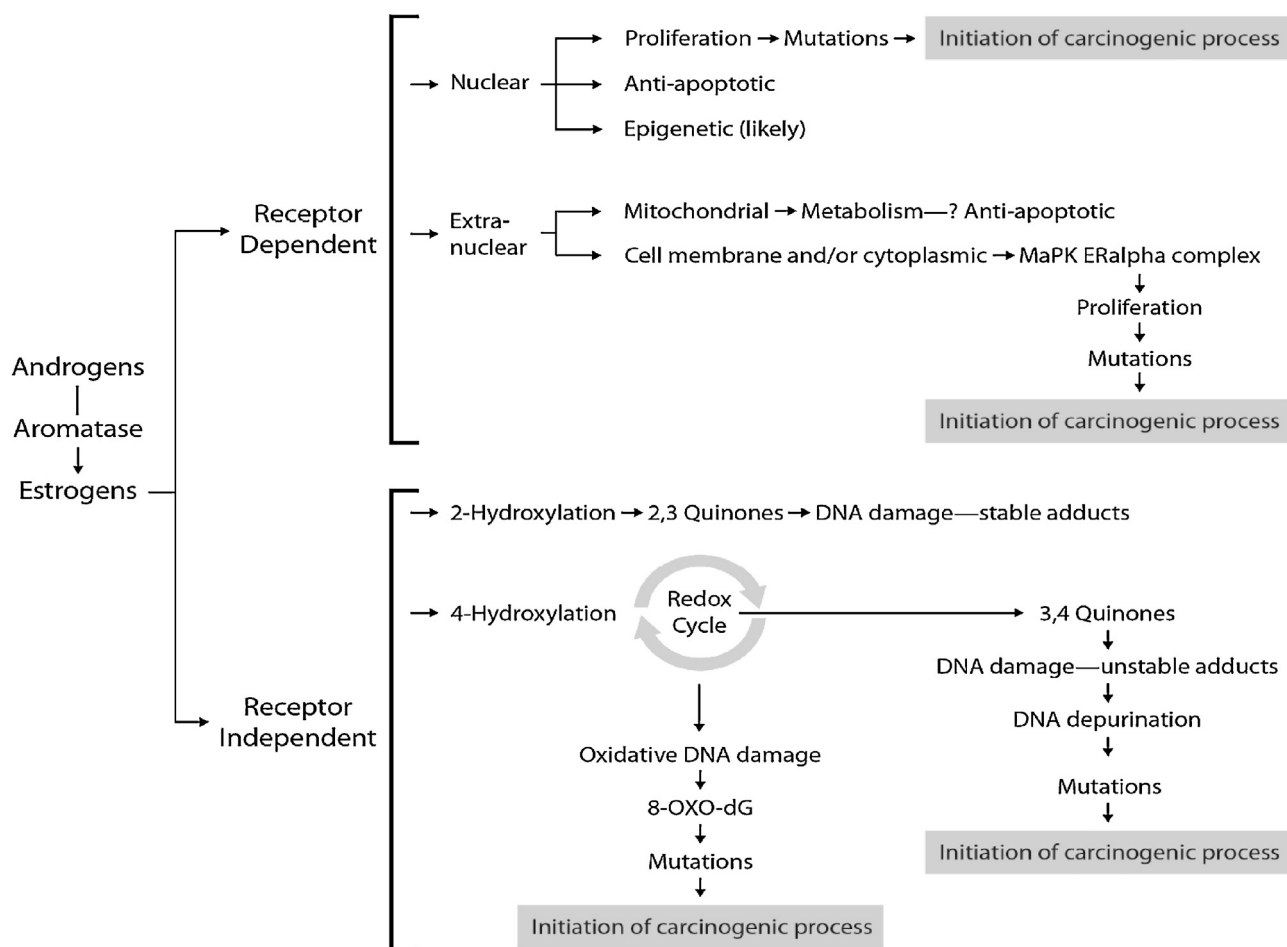 Proliferation → Mutations → Initiation of carcinogenic process
Nuclear
Anti-apoptotic
Epigenetic (likely)
Receptor
Dependent
Extra-
nuclear
Mitochondrial → Metabolism—? Anti-apoptotic
Cell membrane and/or cytoplasmic → MaPK ERalpha complex
Proliferation
Mutations
Initiation of carcinogenic process
Androgens
Aromatase
Estrogens
2-Hydroxylation → 2,3 Quinones → DNA damage—stable adducts
4-Hydroxylation
Redox
Cycle
3,4 Quinones
DNA damage—unstable adducts
DNA depurination
Mutations
Initiation of carcinogenic process
Receptor
Independent
Oxidative DNA damage
8-OXO-dG
Mutations
Initiation of carcinogenic process